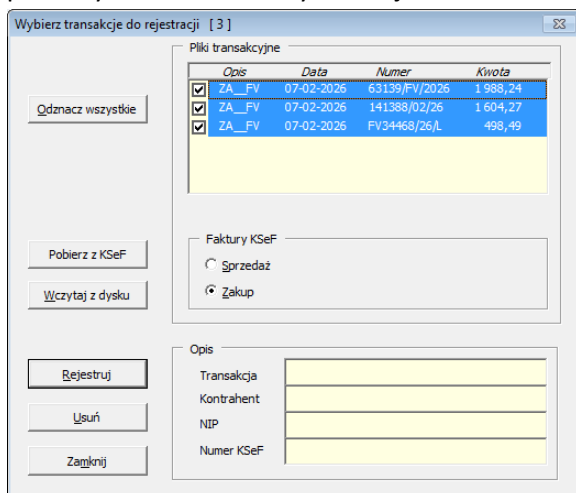 Wybierz transakcje do rejestracji [ 3 ]
Pliki transakcyjne
Opis Data Numer Kwota
ZA__FV 07-02-2026 63139/FV/2026 1 988,24
ZA__FV 07-02-2026 141388/02/26 1 604,27
ZA__FV 07-02-2026 FV34468/26/L 498,49
Odznacz wszystkie
Pobierz z KSeF
Wczytaj z dysku
Faktury KSeF
Sprzedaż
Zakup
Rejestruj
Usuń
Zamknij
Opis
Transakcja
Kontrahent
NIP
Numer KSeF